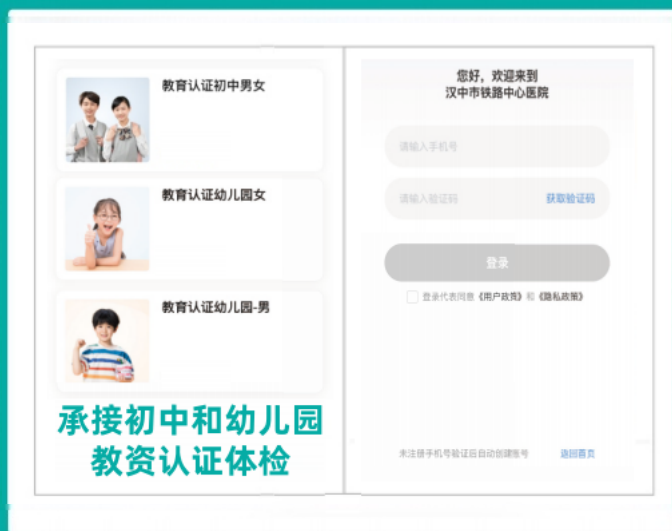 教育认证初中男女
教育认证幼儿园女
教育认证幼儿园-男
承接初中和幼儿园
教资认证体检
您好，欢迎来到
汉中市铁路中心医院
请输入手机号
请输入验证码 获取验证码
登录
登录代表同意《用户政策》和《隐私政策》
未注册手机号验证后自动创建账号 返回首页